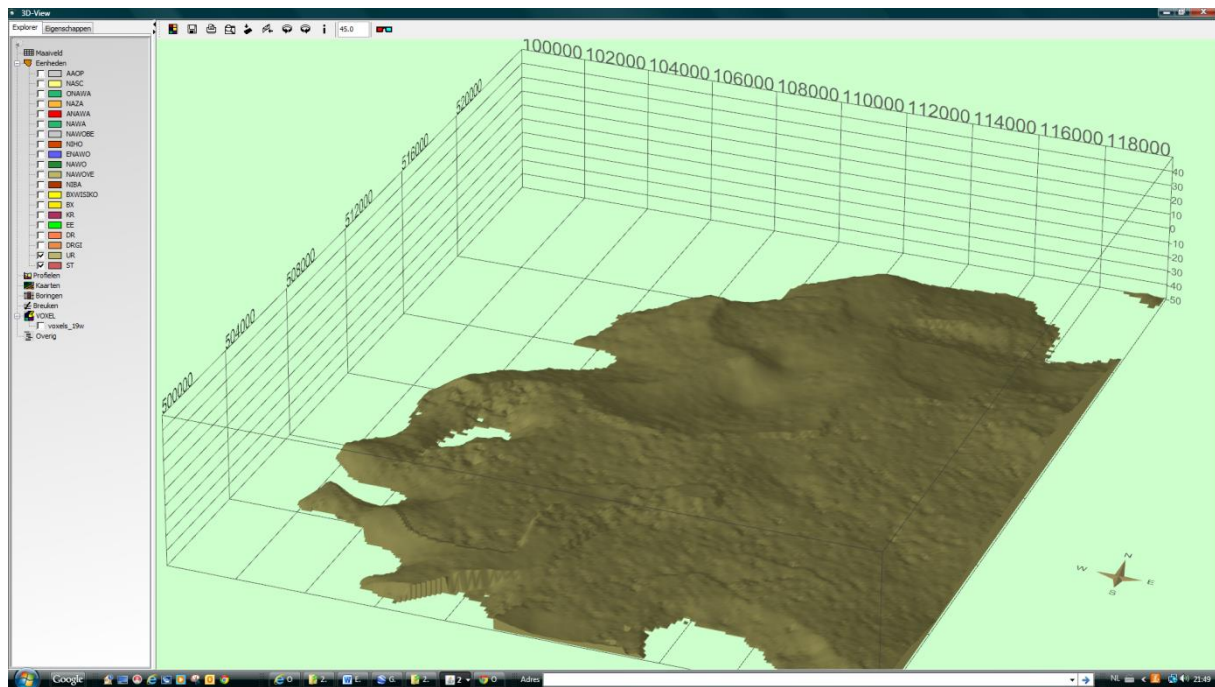 3D-View
Explorer Eigenschappen
45.0
Maaiveld
Eenheden
AAOP
NASC
ONAWA
NAZA
ANAWA
NAWA
NAWOBE
NIHO
ENAWO
NAWO
NAWOVE
NIBA
BXWISIKO
BX
KR
EE
DR
DRGI
UR
ST
Profielen
Kaarten
Boringen
Breuken
VOXEL
voxels_19w
Overig
100000 102000 104000 106000 108000 110000 112000 114000 116000 118000
520000
516000
512000
508000
504000
500000
40
30
20
10
0
10
20
30
40
50
N
W
E
S
Google
O
2.
E.
G.
2.
2
O
Adres
NL
21:49